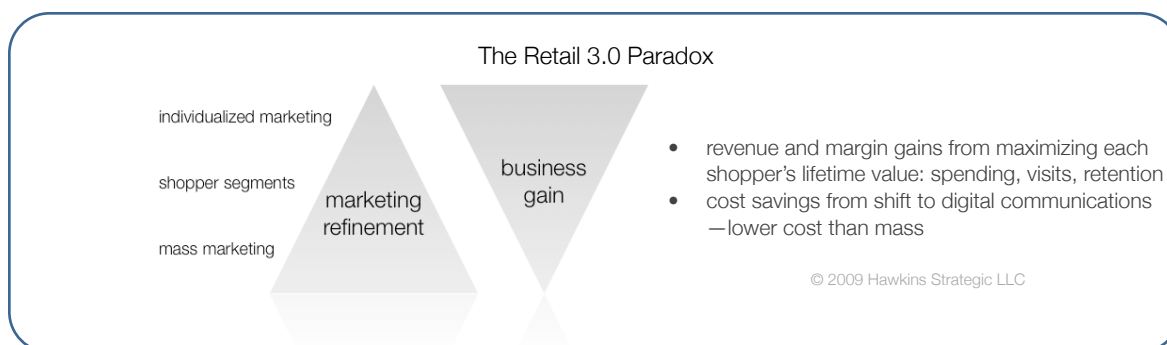 The Retail 3.0 Paradox
individualized marketing
shopper segments
mass marketing
marketing
refinement
business
gain
• revenue and margin gains from maximizing each
shopper's lifetime value: spending, visits, retention
• cost savings from shift to digital communications
—lower cost than mass
© 2009 Hawkins Strategic LLC